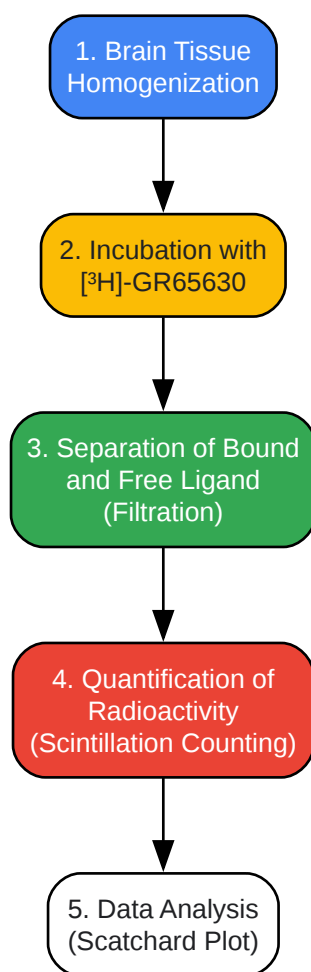 1. Brain Tissue
Homogenization
2. Incubation with
[³H]-GR65630
3. Separation of Bound
and Free Ligand
(Filtration)
4. Quantification of
Radioactivity
(Scintillation Counting)
5. Data Analysis
(Scatchard Plot)